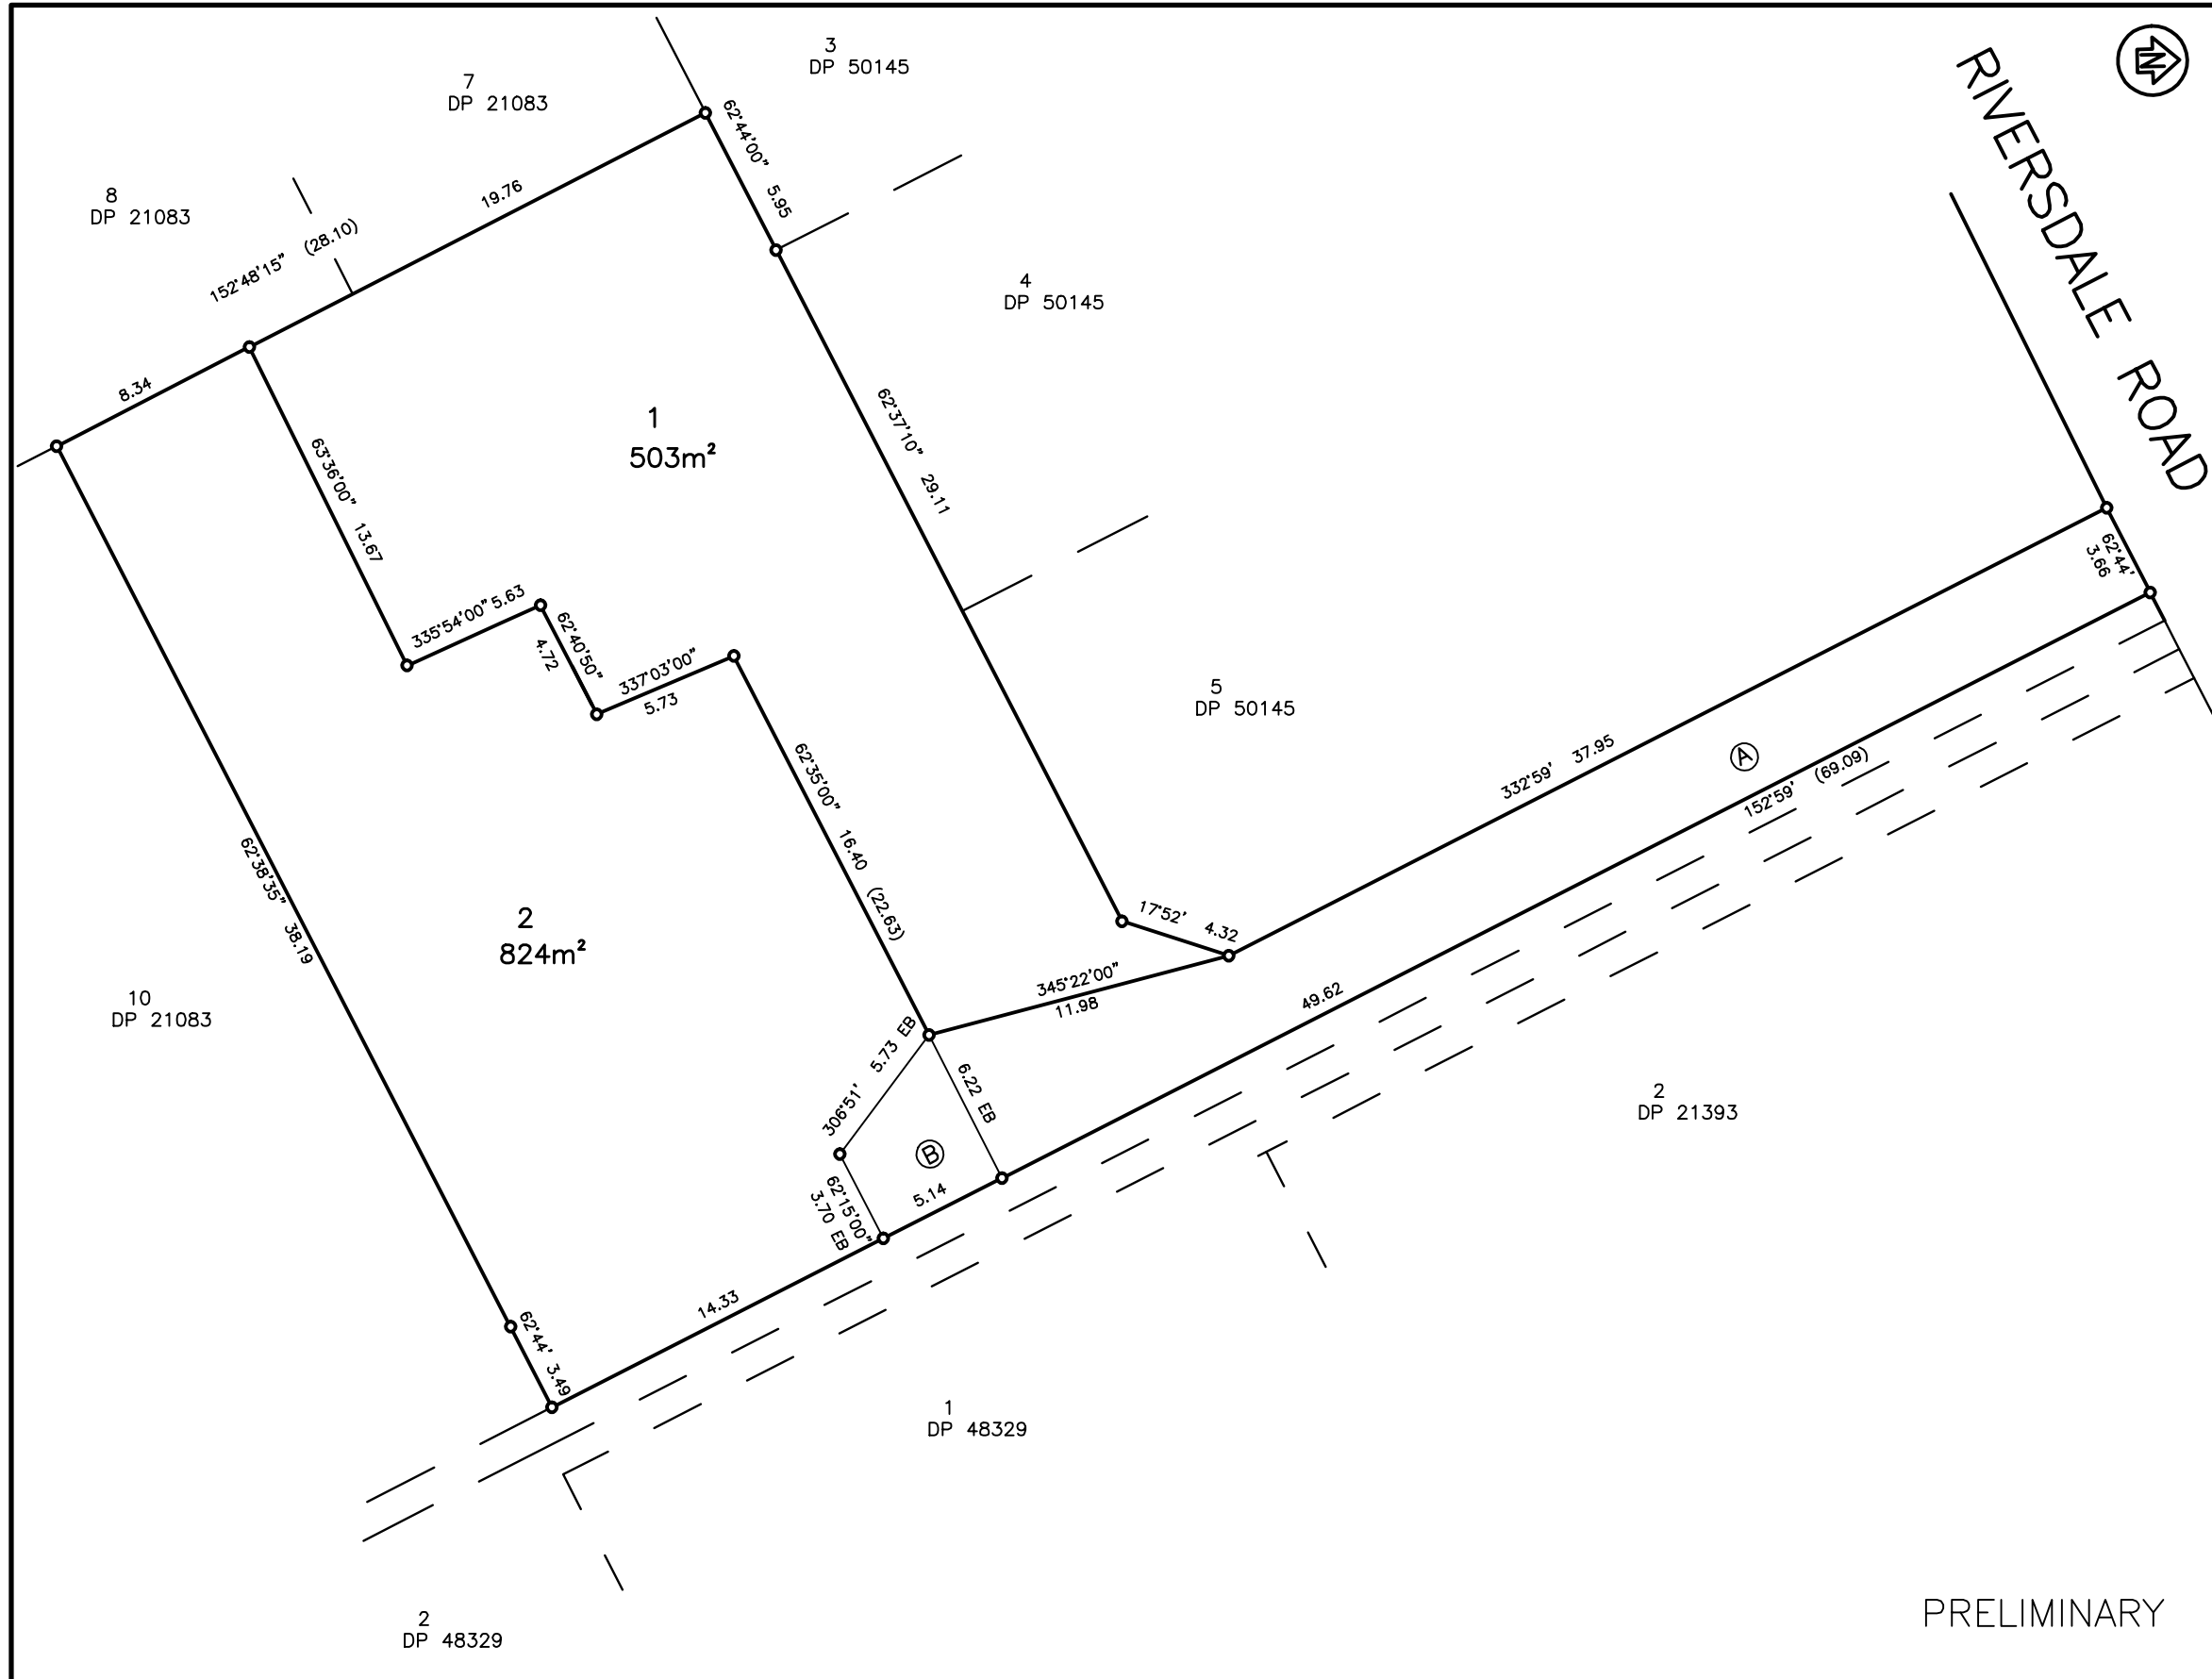 3
DP 50145
7
DP 21083
N
RIVERSDALE ROAD
62°44'00" 5.95
19.76
8
DP 21083
152°48'15" (28.10)
4
DP 50145
8.34
1
503m²
62°37'10" 29.11
63°36'00" 13.67
62°44'
3.66
335°54'00" 5.63
62°40'50"
4.72
337°03'00"
5.73
5
DP 50145
332°59' 37.95
A
152°59' (69.09)
62°35'00" 16.40 (22.63)
62°38'35" 38.19
2
824m²
17°52' 4.32
345°22'00"
11.98
49.62
10
DP 21083
306°51' 5.73 EB
6.22 EB
B
2
DP 21393
62°15'00"
3.70 EB
5.14
14.33
62°44' 3.49
1
DP 48329
2
DP 48329
PRELIMINARY